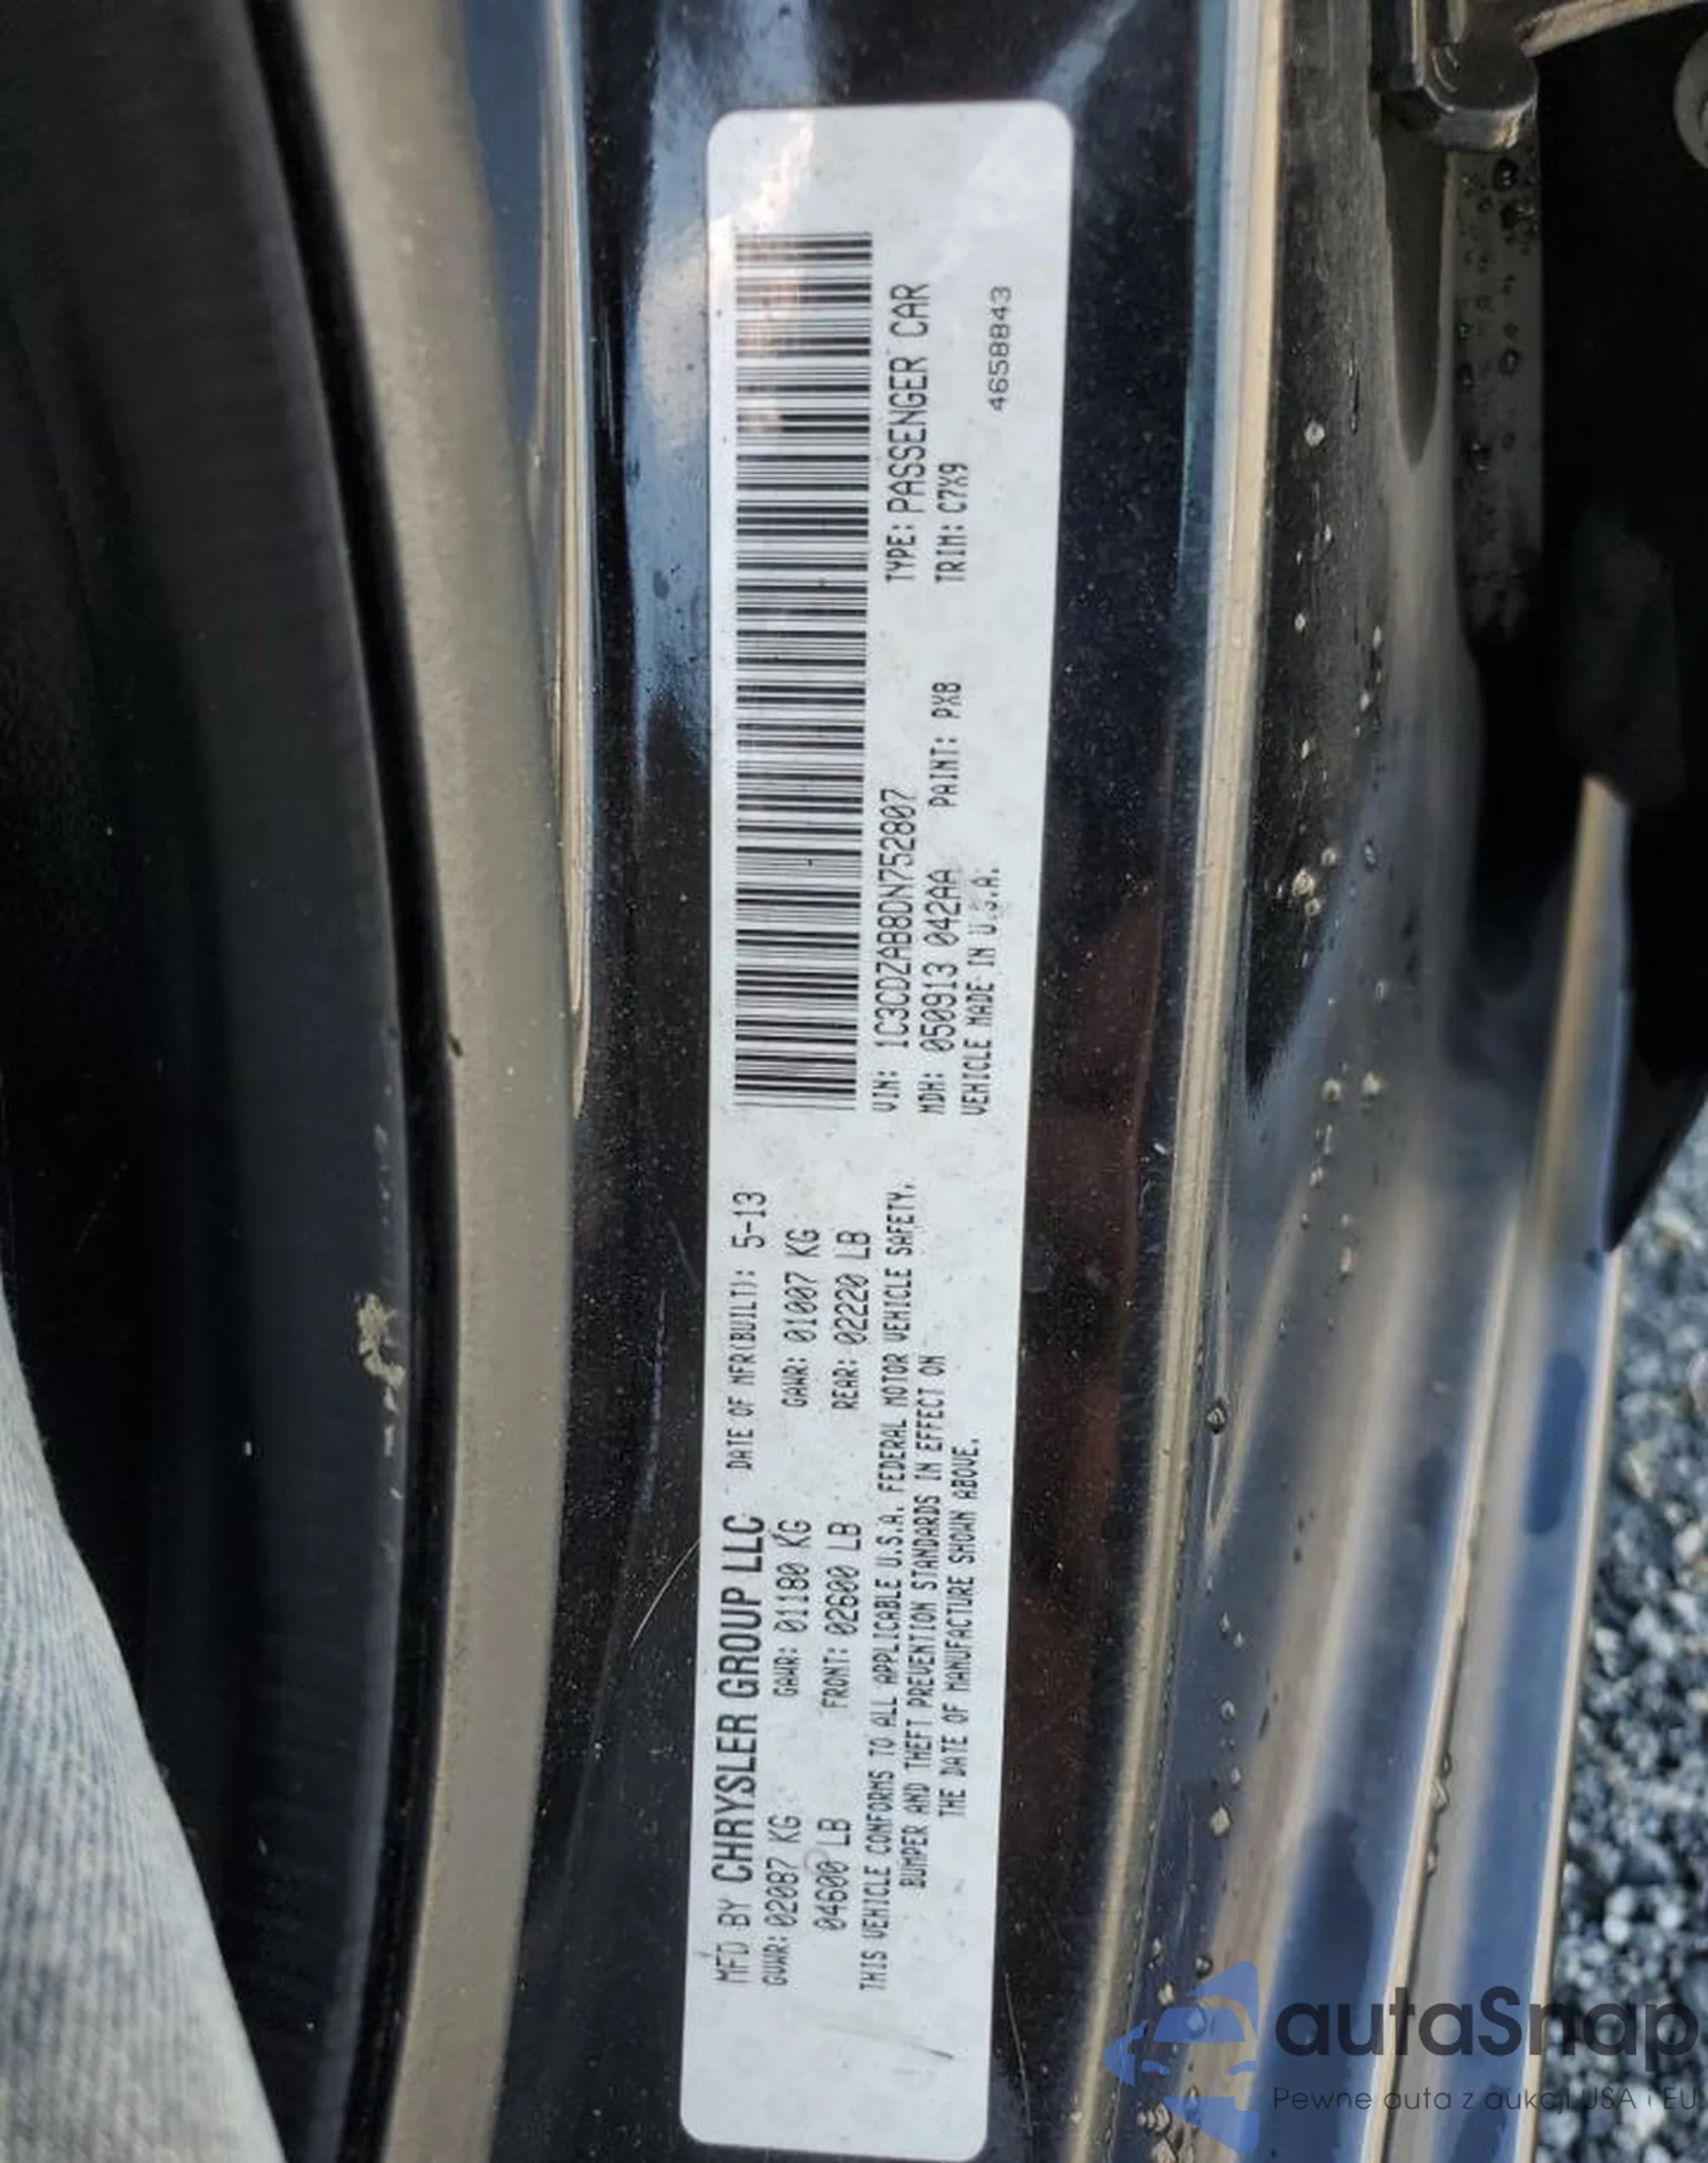 MFD BY CHRYSLER GROUP LLC DATE OF MFR(BUILT): 5-13
GVWR: 02087 KG GAWR: 01180 KG GAWR: 01007 KG
04600 LB FRONT: 02600 LB REAR: 02220 LB
THIS VEHICLE CONFORMS TO ALL APPLICABLE U.S.A. FEDERAL MOTOR VEHICLE SAFETY,
BUMPER AND THEFT PREVENTION STANDARDS IN EFFECT ON
THE DATE OF MANUFACTURE SHOWN ABOVE.
VIN: 1C3CDZAB8DN752807 TYPE: PASSENGER CAR
MDH: 050913 042AA PAINT: PX8 TRIM: C7X9
VEHICLE MADE IN U.S.A.
4658843
autaSnap
Pewne auta z aukcji USA i EU